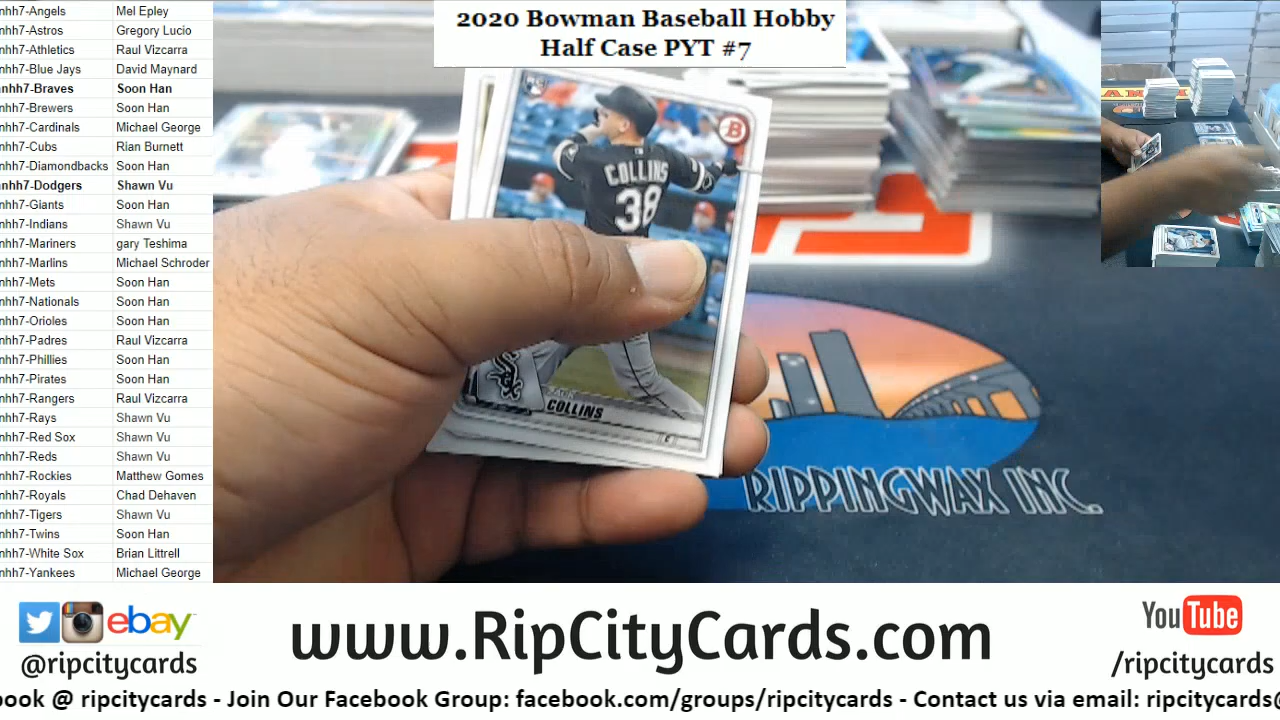 2020 Bowman Baseball Hobby
Half Case PYT #7
nhh7-Angels Mel Epley
nhh7-Astros Gregory Lucio
nhh7-Athletics Raul Vizcarra
nhh7-Blue Jays David Maynard
nhh7-Braves Soon Han
nhh7-Brewers Soon Han
nhh7-Cardinals Michael George
nhh7-Cubs Rian Burnett
nhh7-Diamondbacks Soon Han
nhh7-Dodgers Shawn Vu
nhh7-Giants Soon Han
nhh7-Indians Shawn Vu
nhh7-Mariners gary Teshima
nhh7-Marlins Michael Schroder
nhh7-Mets Soon Han
nhh7-Nationals Soon Han
nhh7-Orioles Soon Han
nhh7-Padres Raul Vizcarra
nhh7-Phillies Soon Han
nhh7-Pirates Soon Han
nhh7-Rangers Raul Vizcarra
nhh7-Rays Shawn Vu
nhh7-Red Sox Shawn Vu
nhh7-Reds Shawn Vu
nhh7-Rockies Matthew Gomes
nhh7-Royals Chad Dehaven
nhh7-Tigers Shawn Vu
nhh7-Twins Soon Han
nhh7-White Sox Brian Littrell
nhh7-Yankees Michael George
B
COLLINS
38
Sox
COLLINS
RIPPINGWAX INC.
ebay
@ripcitycards
www.RipCityCards.com
YouTube
/ripcitycards
book @ ripcitycards - Join Our Facebook Group: facebook.com/groups/ripcitycards - Contact us via email: ripcitycards@